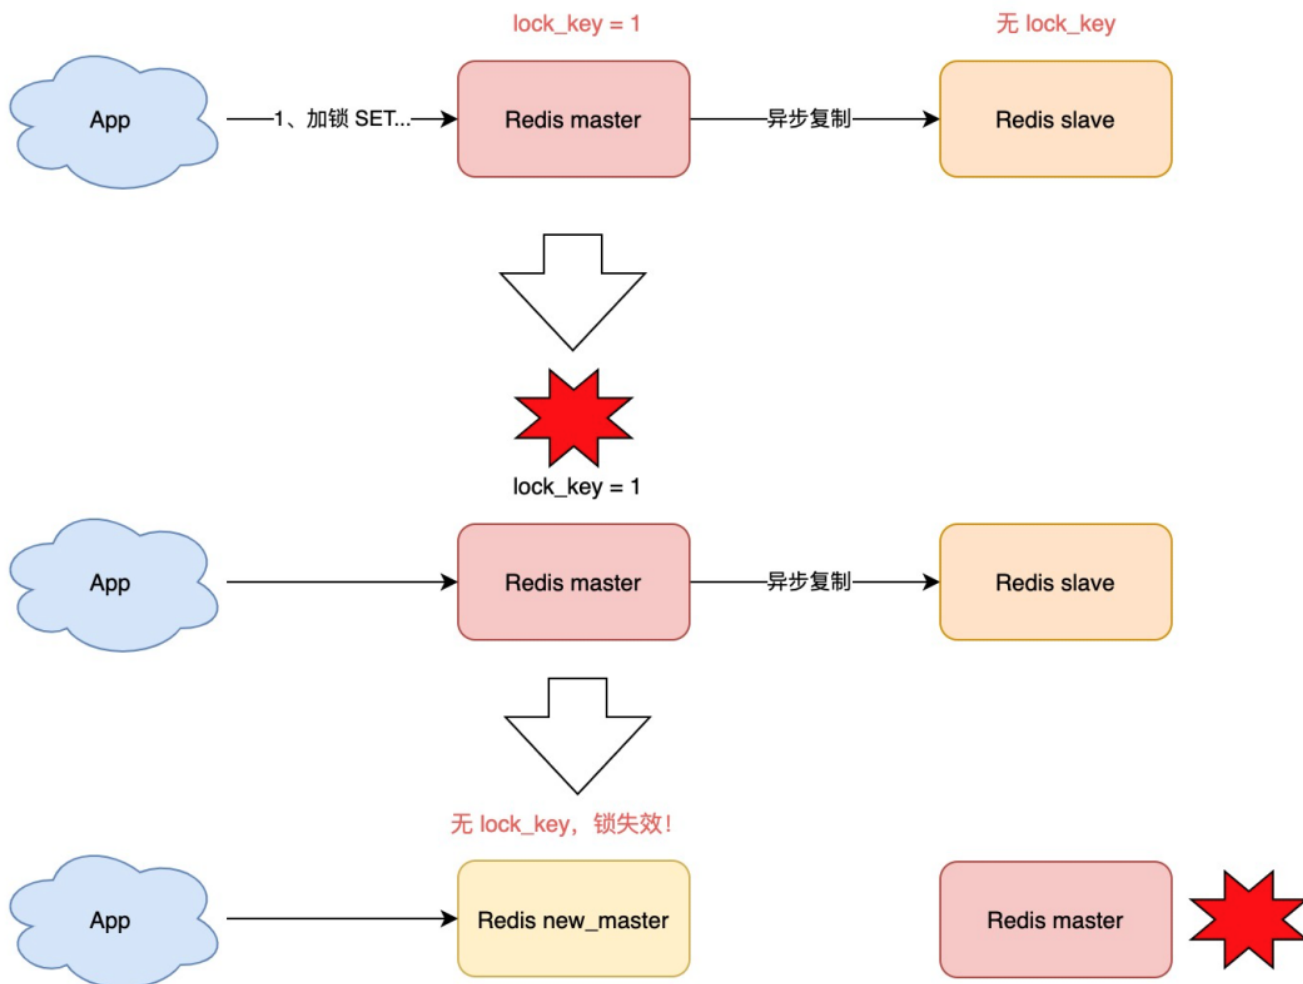 lock_key = 1
无 lock_key
App
1、加锁 SET...
Redis master
异步复制
Redis slave
lock_key = 1
App
Redis master
异步复制
Redis slave
无 lock_key，锁失效！
App
Redis new_master
Redis master